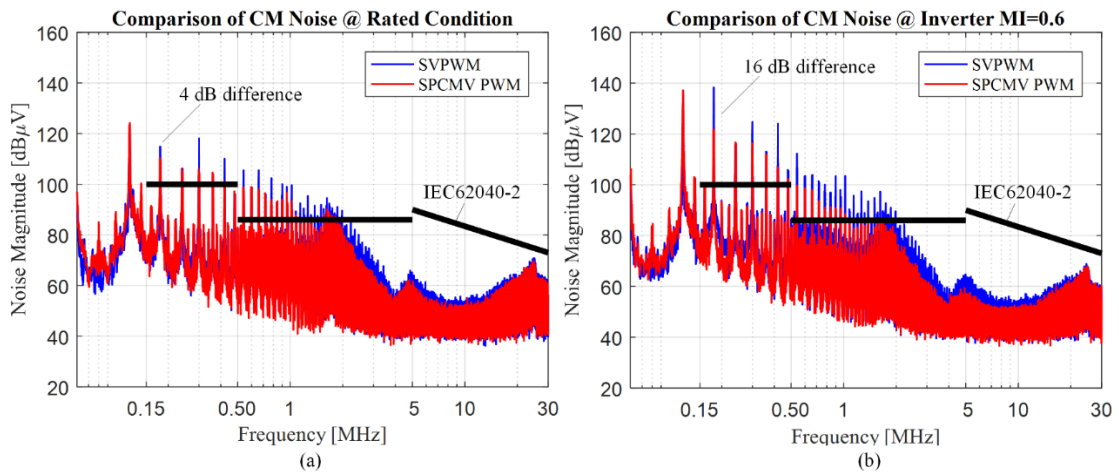 Comparison of CM Noise @ Rated Condition
Noise Magnitude [dBμV]
160
140
120
100
80
60
40
20
4 dB difference
SVPWM
SPCMV PWM
IEC62040-2
0.15
0.50
1
5
10
30
Frequency [MHz]
(a)
Comparison of CM Noise @ Inverter MI=0.6
Noise Magnitude [dBμV]
160
140
120
100
80
60
40
20
16 dB difference
SVPWM
SPCMV PWM
IEC62040-2
0.15
0.50
1
5
10
30
Frequency [MHz]
(b)